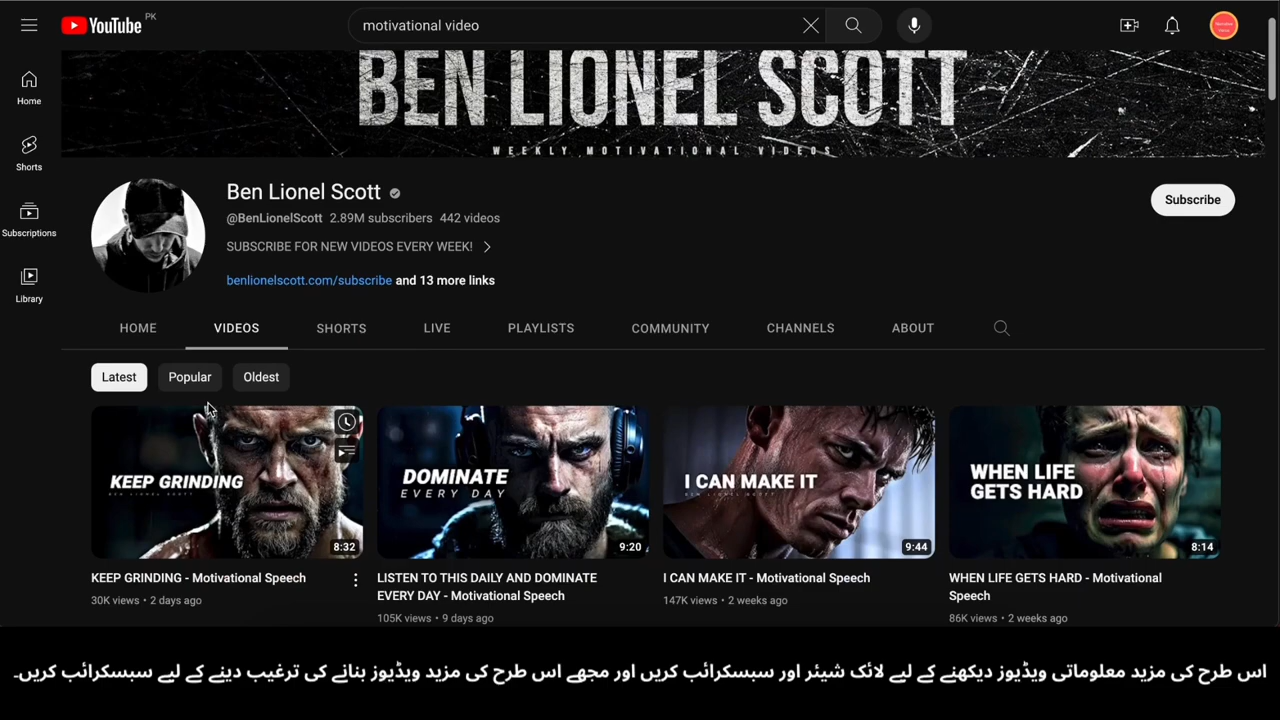 YouTube PK
motivational video
BEN LIONEL SCOTT
WEEKLY MOTIVATIONAL VIDEOS
Home
Shorts
Subscriptions
Library
Ben Lionel Scott
@BenLionelScott 2.89M subscribers 442 videos
SUBSCRIBE FOR NEW VIDEOS EVERY WEEK!
benlionelscott.com/subscribe and 13 more links
Subscribe
HOME VIDEOS SHORTS LIVE PLAYLISTS COMMUNITY CHANNELS ABOUT
Latest Popular Oldest
KEEP GRINDING
BEN LIONEL SCOTT
8:32
KEEP GRINDING - Motivational Speech
30K views • 2 days ago
DOMINATE
EVERY DAY
9:20
LISTEN TO THIS DAILY AND DOMINATE
EVERY DAY - Motivational Speech
105K views • 9 days ago
I CAN MAKE IT
BEN LIONEL SCOTT
9:44
I CAN MAKE IT - Motivational Speech
147K views • 2 weeks ago
WHEN LIFE
GETS HARD
8:14
WHEN LIFE GETS HARD - Motivational
Speech
86K views • 2 weeks ago
اس طرح کی مزید معلوماتی ویڈیوز دیکھنے کے لیے لائک شیئر اور سبسکرائب کریں اور مجھے اس طرح کی مزید ویڈیوز بنانے کی ترغیب دینے کے لیے سبسکرائب کریں۔